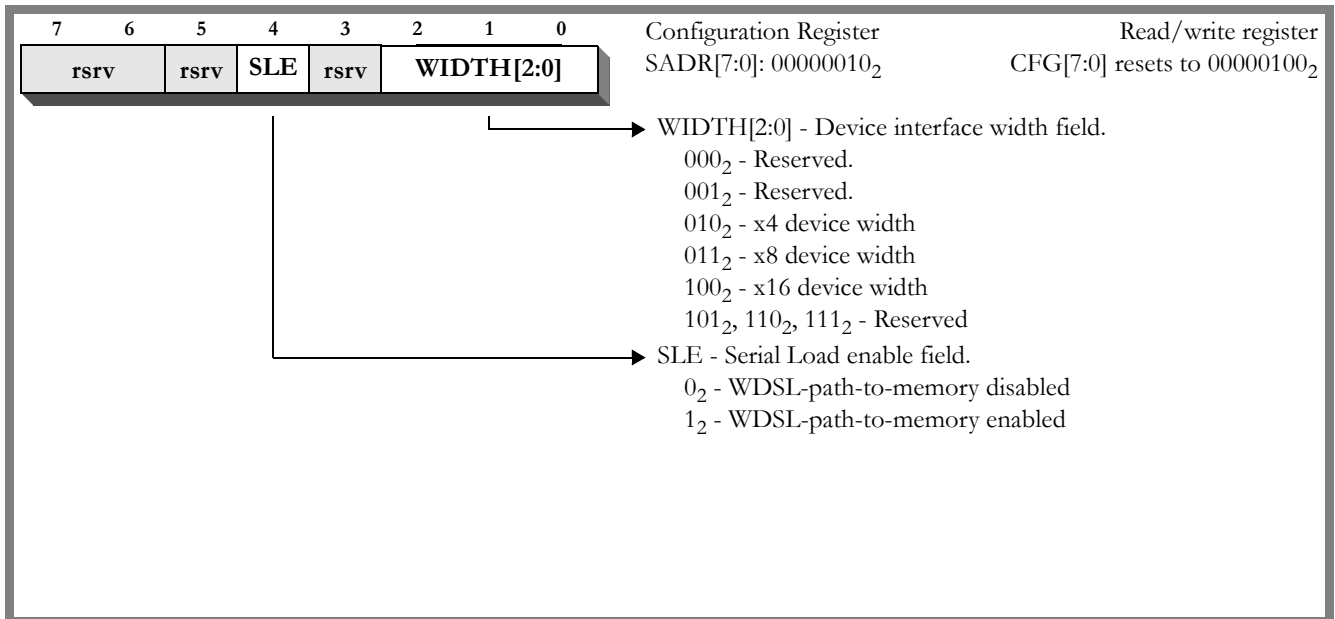 7 6 5 4 3 2 1 0
rsrv rsrv SLE rsrv WIDTH[2:0]
Configuration Register Read/write register
SADR[7:0]: 00000010₂ CFG[7:0] resets to 00000100₂
WIDTH[2:0] - Device interface width field.
000₂ - Reserved.
001₂ - Reserved.
010₂ - x4 device width
011₂ - x8 device width
100₂ - x16 device width
101₂, 110₂, 111₂ - Reserved
SLE - Serial Load enable field.
0₂ - WDSL-path-to-memory disabled
1₂ - WDSL-path-to-memory enabled